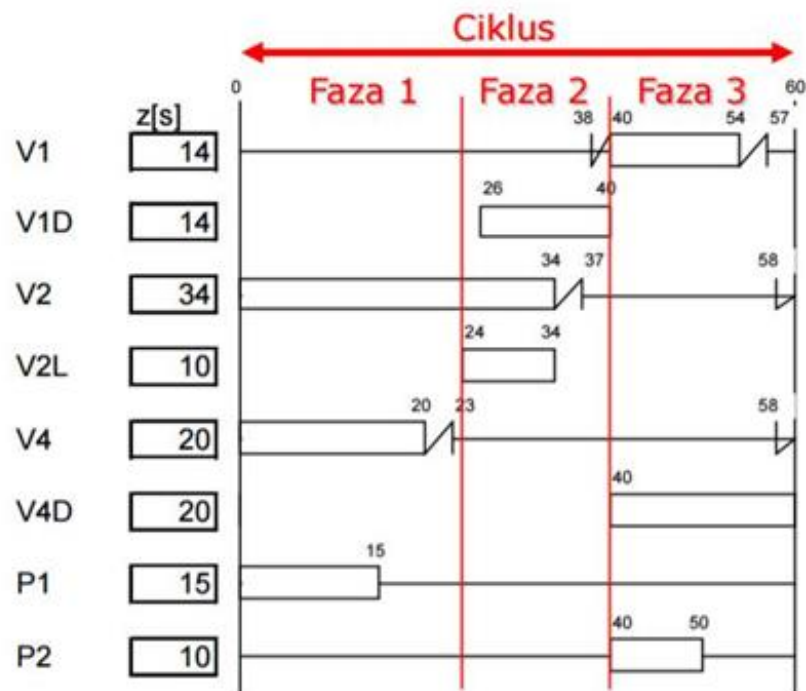 Ciklus
0 Faza 1 Faza 2 Faza 3 60
z[s]
38 40 54 57
V1 14
26 40
V1D 14
34 37 58
V2 34
24 34
V2L 10
20 23 58
V4 20
40
V4D 20
15
P1 15
40 50
P2 10